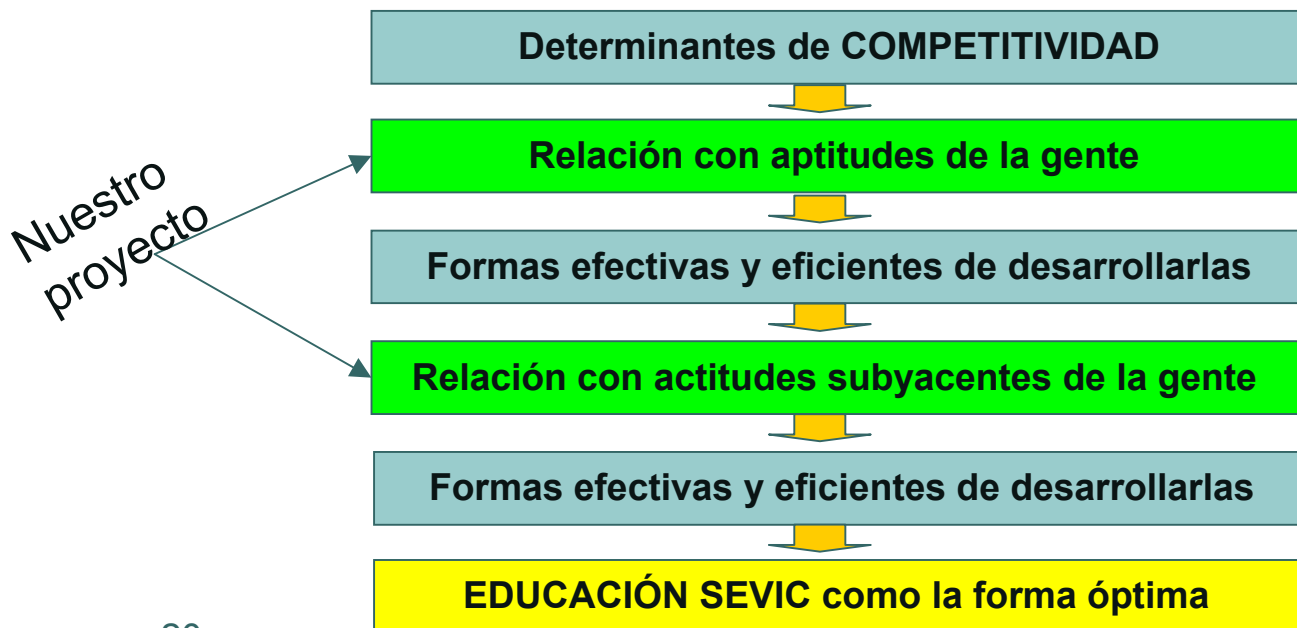 Determinantes de COMPETITIVIDAD
Relación con aptitudes de la gente
Nuestro
proyecto
Formas efectivas y eficientes de desarrollarlas
Relación con actitudes subyacentes de la gente
Formas efectivas y eficientes de desarrollarlas
EDUCACIÓN SEVIC como la forma óptima